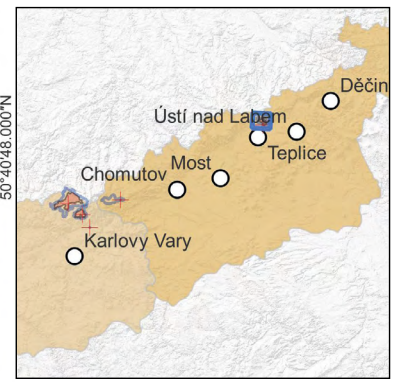 Děčín
Ústí nad Labem
50°40'48.000"N
Teplice
Most
Chomutov
Karlovy Vary